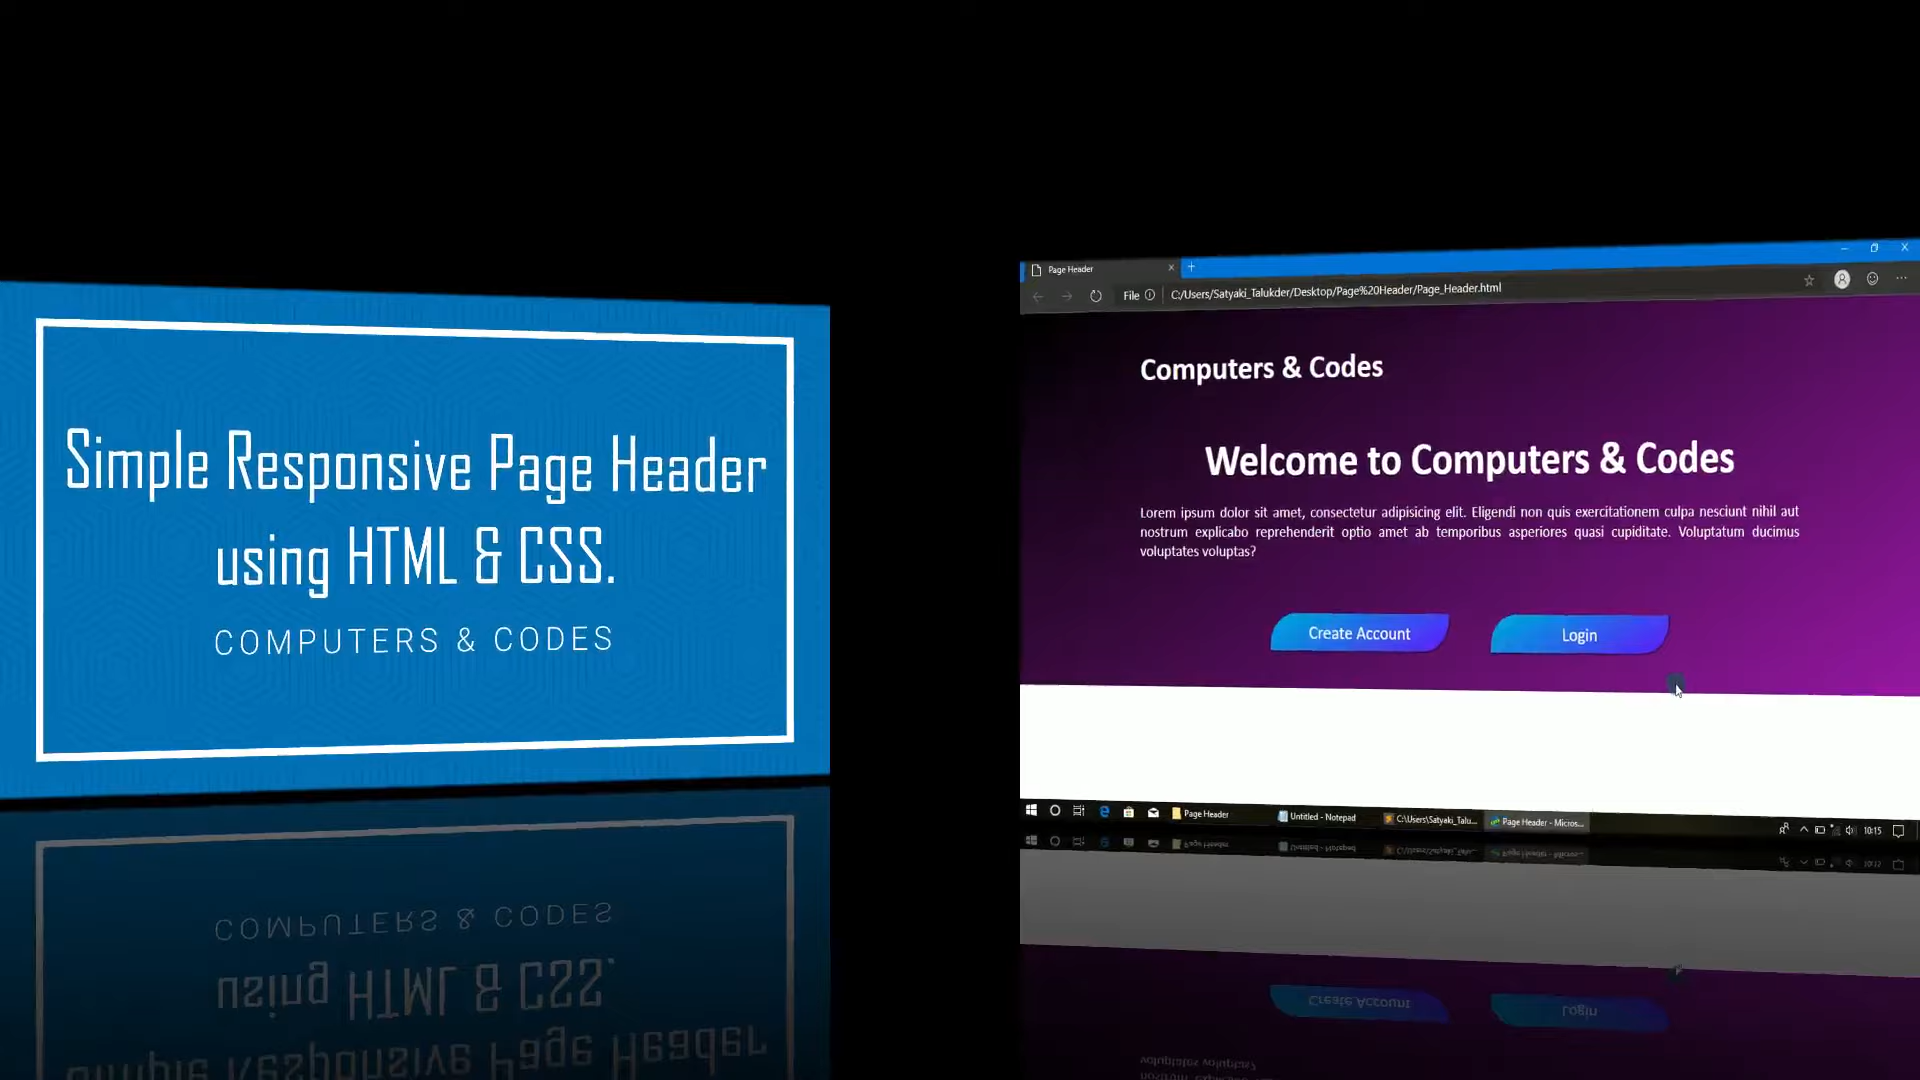 Simple Responsive Page Header
using HTML & CSS.
COMPUTERS & CODES
Page Header
File
C:/Users/Satyaki_Talukder/Desktop/Page%20Header/Page_Header.html
Computers & Codes
Welcome to Computers & Codes
Lorem ipsum dolor sit amet, consectetur adipisicing elit. Eligendi non quis exercitationem culpa nesciunt nihil aut
nostrum explicabo reprehenderit optio amet ab temporibus asperiores quasi cupiditate. Voluptatum ducimus
voluptates voluptas?
Create Account
Login
Page Header
Untitled - Notepad
C:\Users\Satyaki_Talu...
Page Header - Micros...
10:15